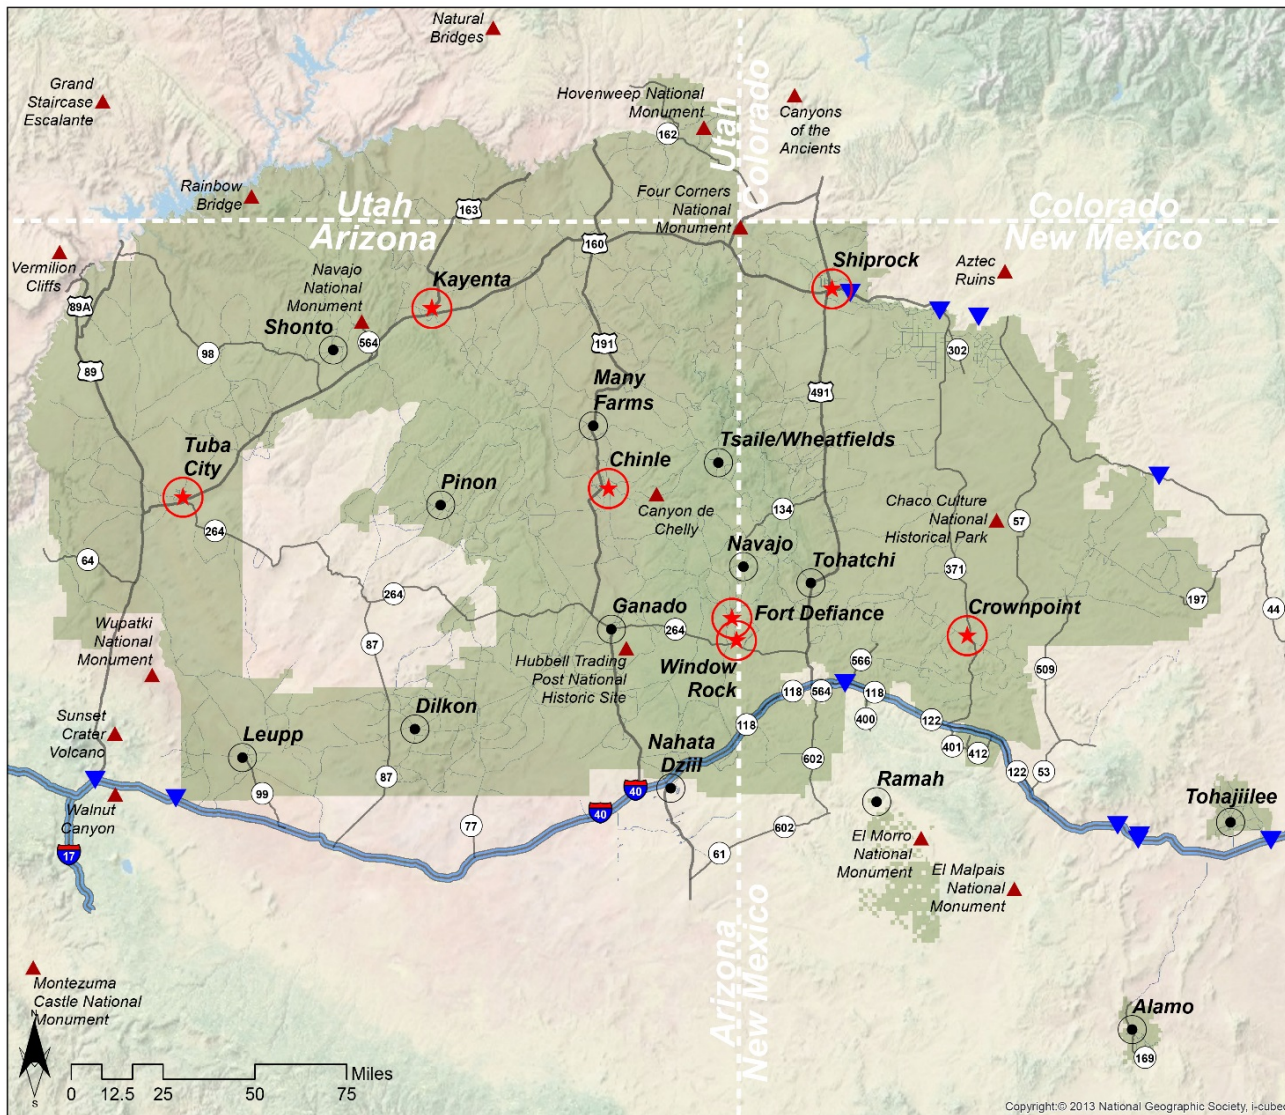 Natural
Bridges
Grand
Staircase
Escalante
Hovenweep National
Monument
162
Utah
Colorado
Canyons
of the
Ancients
Rainbow
Bridge
Four Corners
National
Monument
163
Utah
Arizona
Colorado
New Mexico
160
Vermilion
Cliffs
Navajo
National
Monument
Kayenta
Shiprock
Aztec
Ruins
89A
Shonto
564
98
89
191
302
491
Many
Farms
Tuba
City
Tsaile/Wheatfields
Chinle
Pinon
Canyon de
Chelly
134
Chaco Culture
National
Historical Park
57
264
64
Navajo
Tohatchi
371
264
197
44
Ganado
264
Fort Defiance
Crownpoint
Wupatki
National
Monument
87
Hubbell Trading
Post National
Historic Site
Window
Rock
566
509
118
564
118
Sunset
Crater
Volcano
Dilkon
Leupp
118
400
122
401
412
Nahata
Dziil
602
87
99
40
122
53
Walnut
Canyon
40
Ramah
Tohajiilee
77
602
17
61
El Morro
National
Monument
El Malpais
National
Monument
Arizona
New Mexico
Montezuma
Castle National
Monument
N
Alamo
169
Miles
0 12.5 25 50 75
S
Copyright:© 2013 National Geographic Society, i-cubed